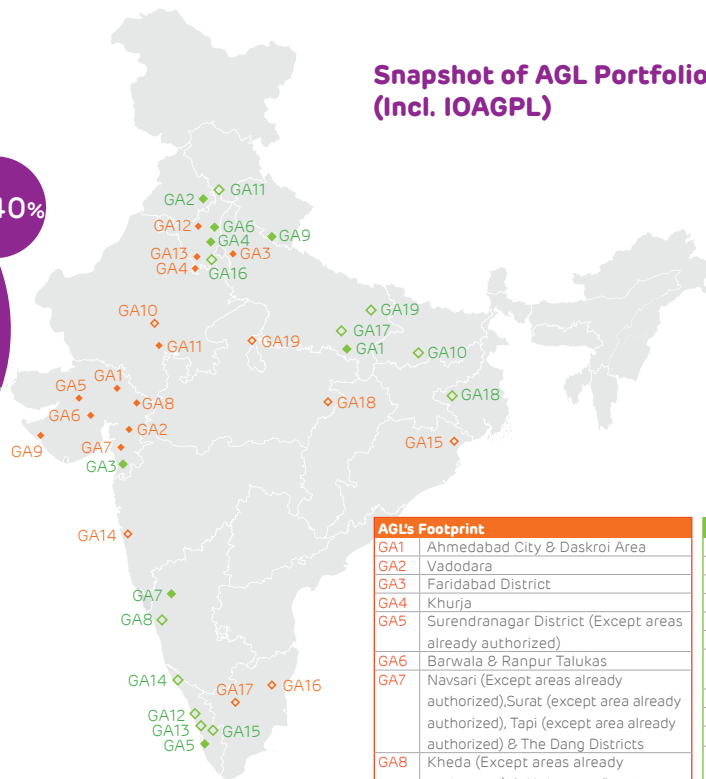 Snapshot of AGL Portfolio
(Incl. IOAGPL)
40%
GA11
GA2
GA12
GA6
GA9
GA4
GA13
GA3
GA4
GA16
GA10
GA19
GA17
GA11
GA19
GA1
GA10
GA1
GA5
GA8
GA18
GA18
GA6
GA2
GA15
GA9
GA7
GA3
GA14
GA7
GA8
GA14
GA17
GA16
GA12
GA13
GA15
GA5
AGL's Footprint
GA1 Ahmedabad City & Daskroi Area
GA2 Vadodara
GA3 Faridabad District
GA4 Khurja
GA5 Surendranagar District (Except areas
already authorized)
GA6 Barwala & Ranpur Talukas
GA7 Navsari (Except areas already
authorized),Surat (except area already
authorized), Tapi (except area already
authorized) & The Dang Districts
GA8 Kheda (Except areas already